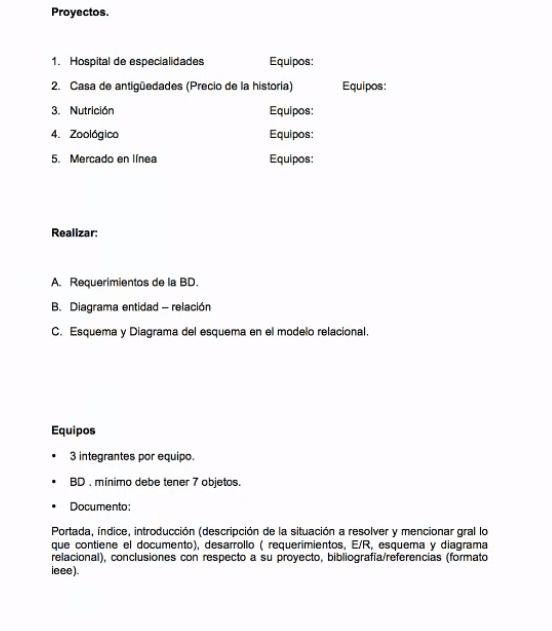 Proyectos.
1. Hospital de especialidades Equipos:
2. Casa de antigüedades (Precio de la historia) Equipos:
3. Nutrición Equipos:
4. Zoológico Equipos:
5. Mercado en línea Equipos:
Realizar:
A. Requerimientos de la BD.
B. Diagrama entidad – relación
C. Esquema y Diagrama del esquema en el modelo relacional.
Equipos
• 3 integrantes por equipo.
• BD . mínimo debe tener 7 objetos.
• Documento:
Portada, índice, introducción (descripción de la situación a resolver y mencionar gral lo
que contiene el documento), desarrollo ( requerimientos, E/R, esquema y diagrama
relacional), conclusiones con respecto a su proyecto, bibliografía/referencias (formato
ieee).